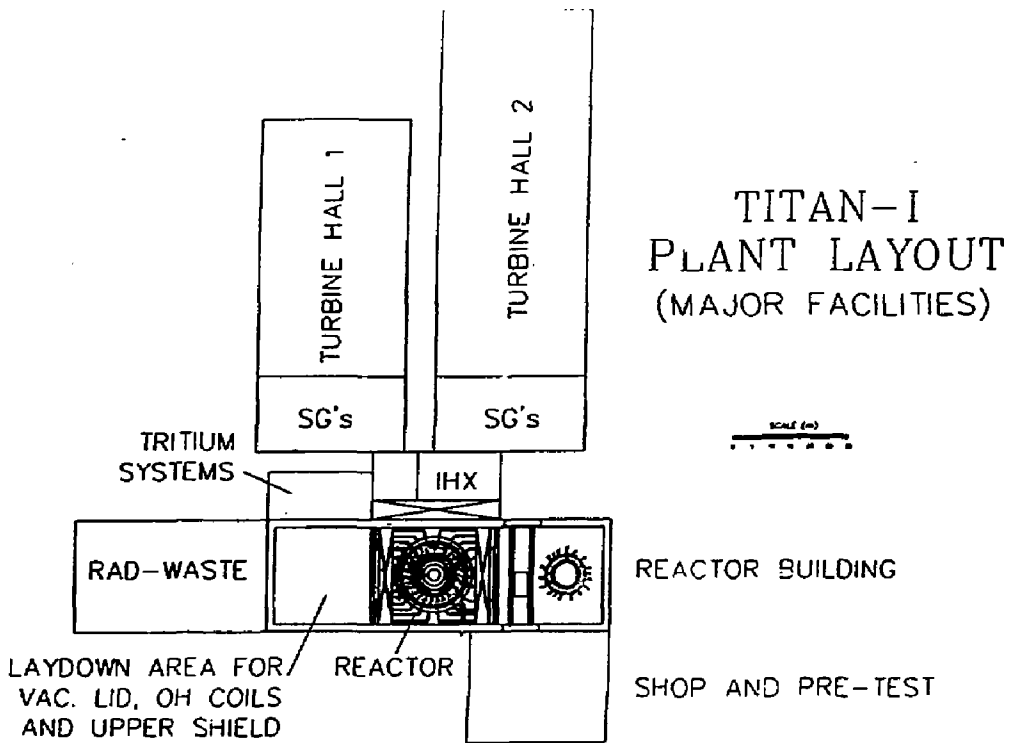 TURBINE HALL 1
TURBINE HALL 2
TITAN-I
PLANT LAYOUT
(MAJOR FACILITIES)
SG's
SG's
SCALE (m)
TRITIUM
SYSTEMS
IHX
RAD-WASTE
REACTOR BUILDING
LAYDOWN AREA FOR
VAC. LID, OH COILS
AND UPPER SHIELD
REACTOR
SHOP AND PRE-TEST